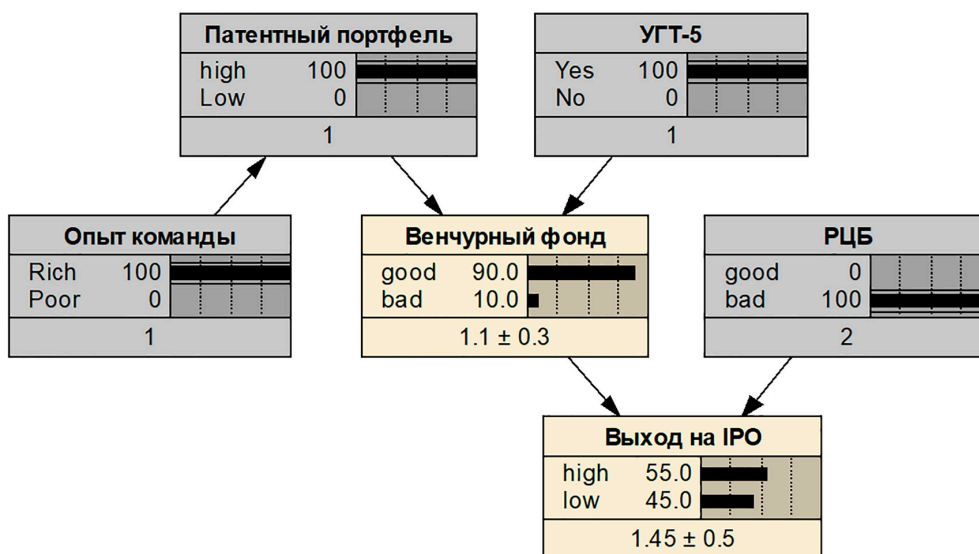 Патентный портфель
high 100
Low 0
1
УГТ-5
Yes 100
No 0
1
Опыт команды
Rich 100
Poor 0
1
Венчурный фонд
good 90.0
bad 10.0
1.1 ± 0.3
РЦБ
good 0
bad 100
2
Выход на IPO
high 55.0
low 45.0
1.45 ± 0.5